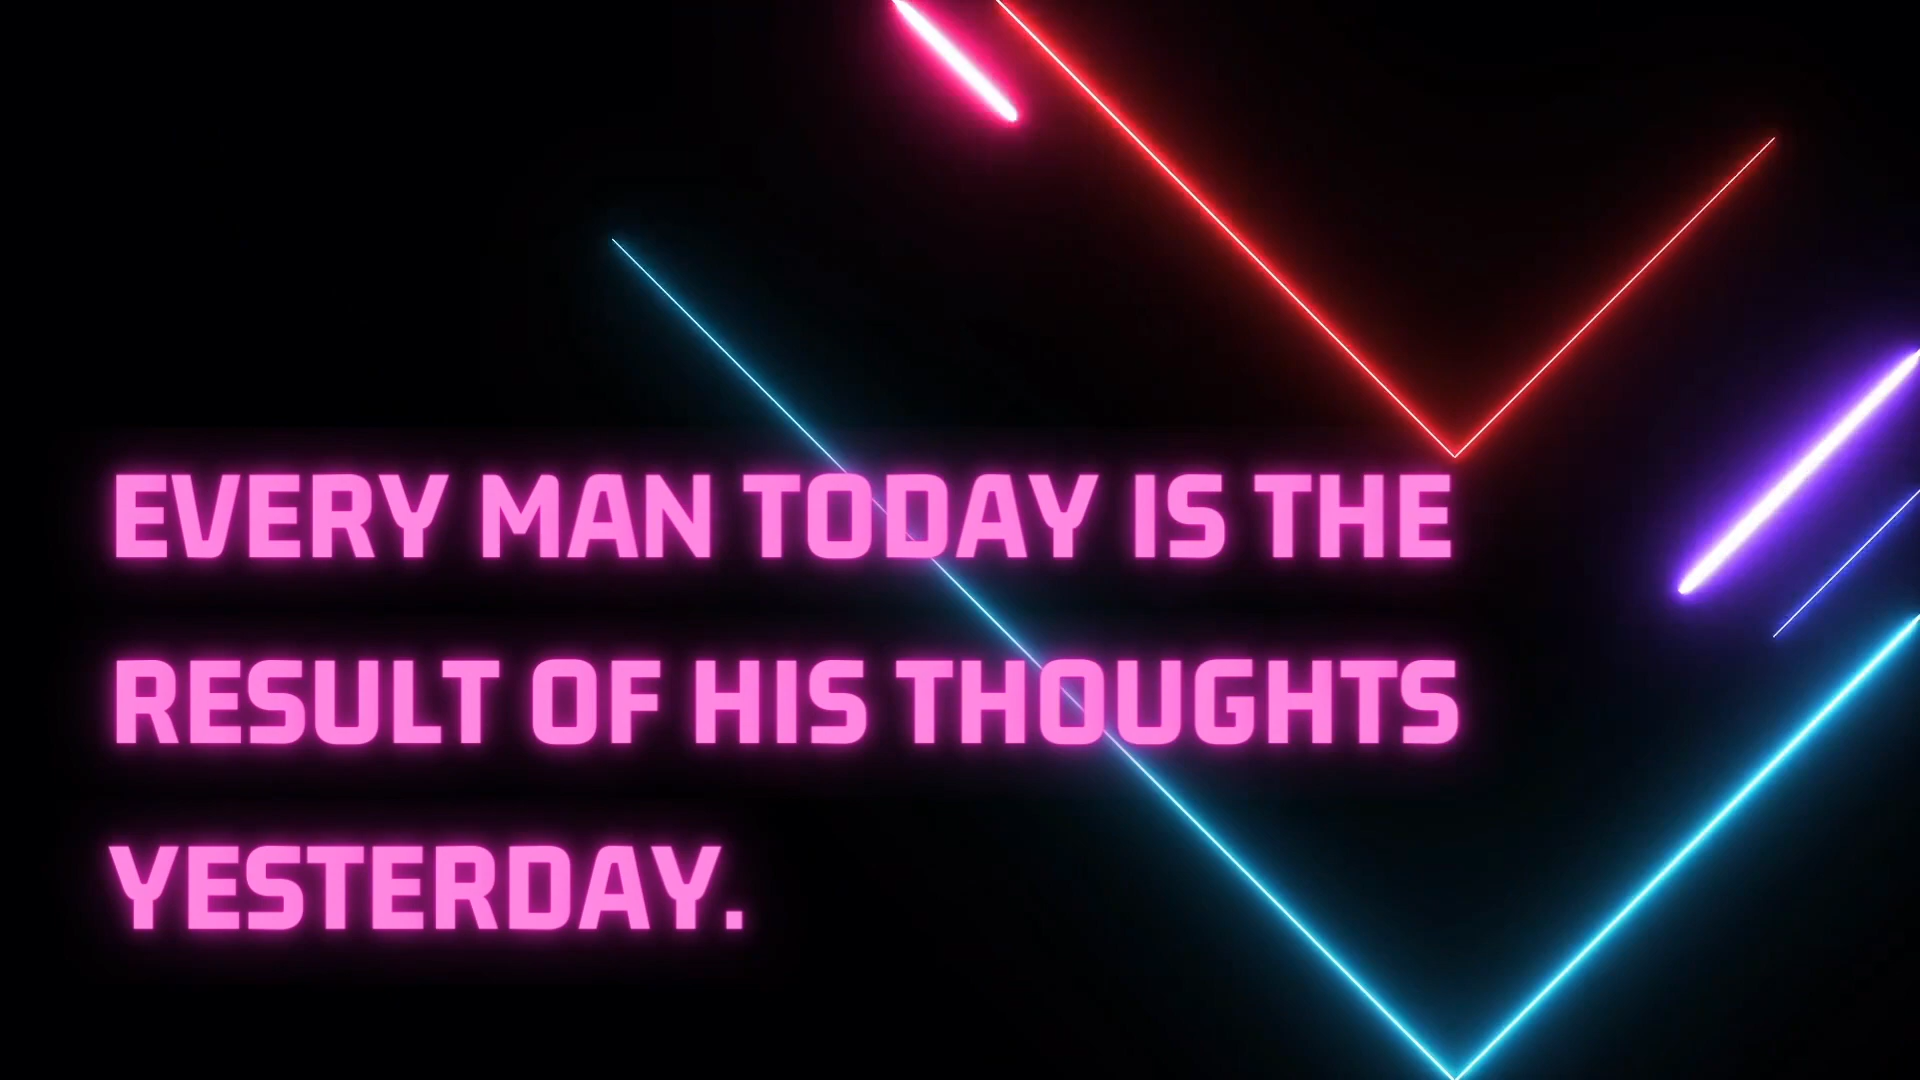 EVERY MAN TODAY IS THE
RESULT OF HIS THOUGHTS
YESTERDAY.